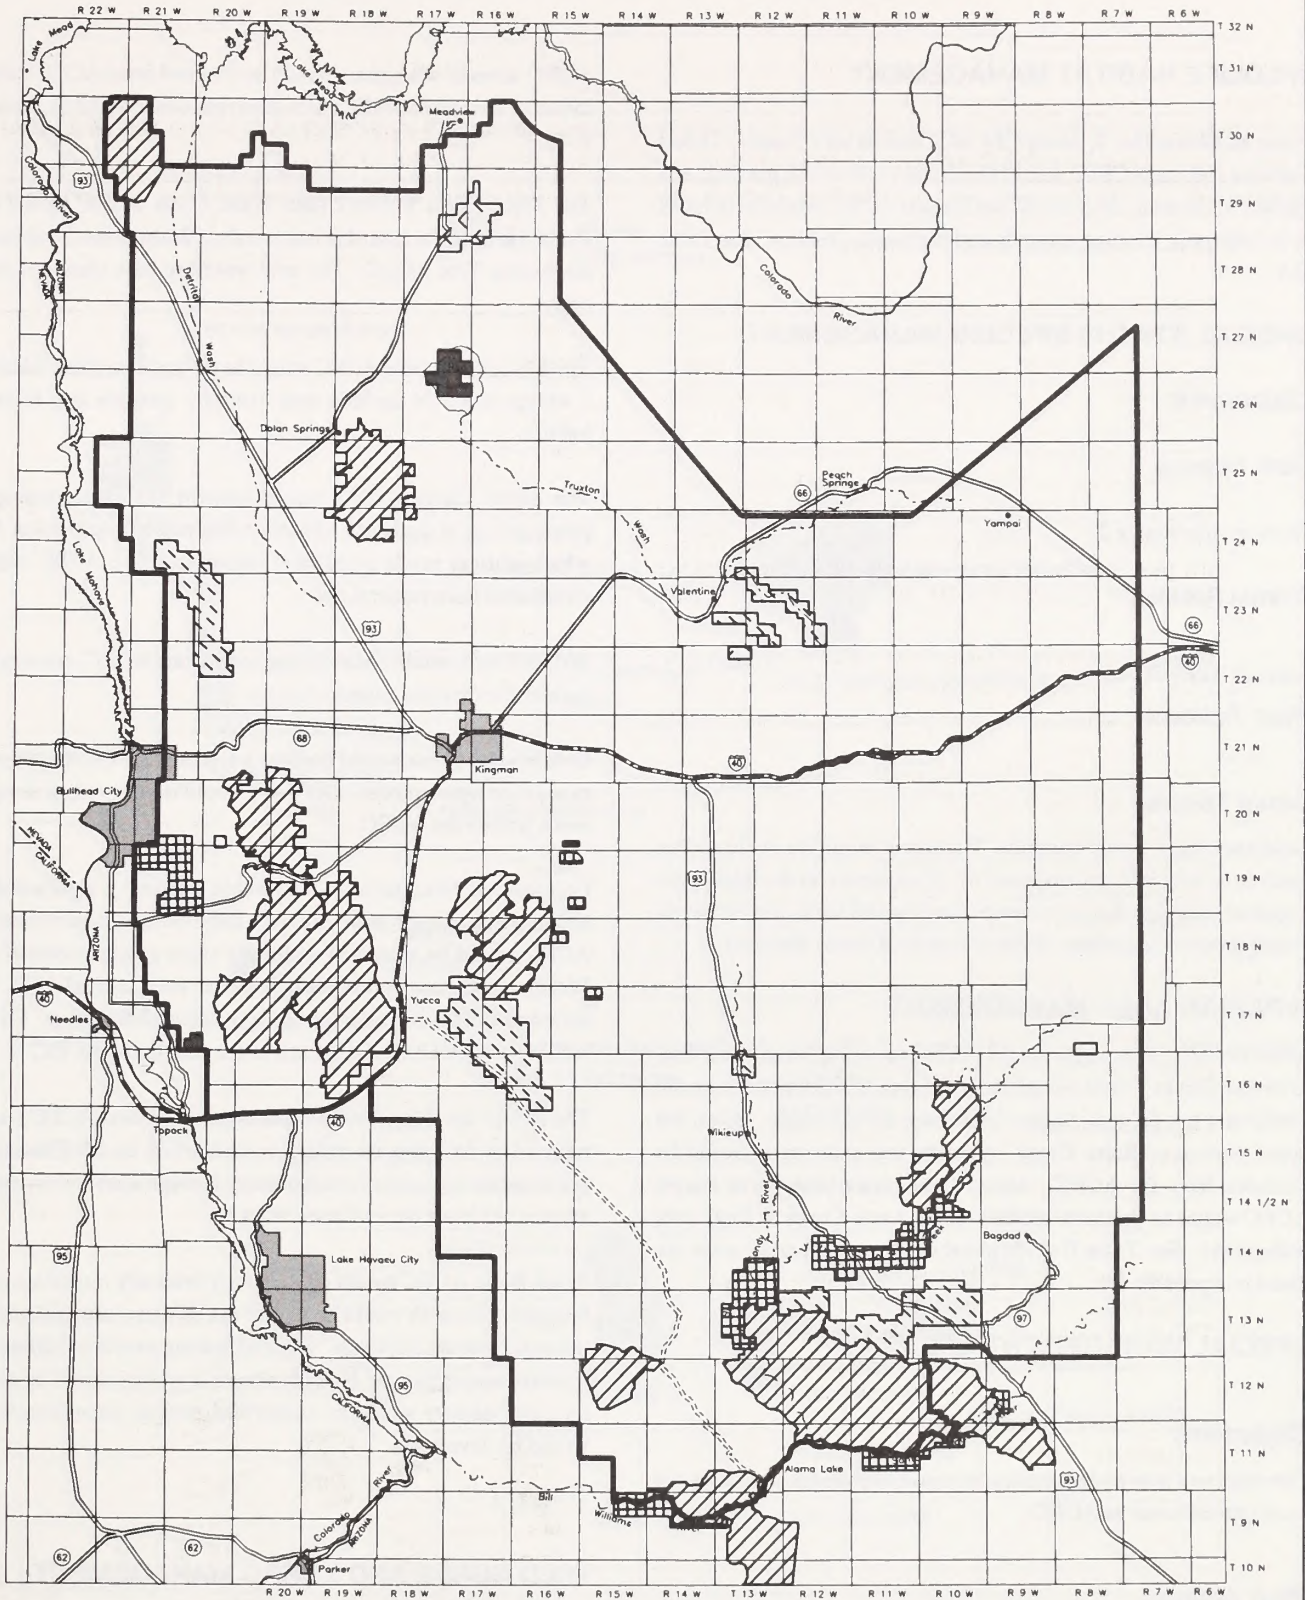 R 22 W R 21 W R 20 W R 19 W R 18 W R 17 W R 16 W R 15 W R 14 W R 13 W R 12 W R 11 W R 10 W R 9 W R 8 W R 7 W R 6 W
T 32 N
Lake Mead
Lake Mead
T 31 N
Meadview
T 30 N
93
Colorado River
T 29 N
NEVADA
ARIZONA
Detrital
Wash
Colorado
River
T 28 N
T 27 N
T 26 N
Dolan Springs
Peach
Springs
T 25 N
66
Truxton
Wash
Yampai
T 24 N
Lake Mohave
Valentine
T 23 N
93
66
40
T 22 N
68
T 21 N
Kingman
40
Bullhead City
T 20 N
NEVADA
CALIFORNIA
93
T 19 N
ARIZONA
T 18 N
40
Yucca
Needles
T 17 N
T 16 N
40
Topock
Wikieup
T 15 N
River
T 14 1/2 N
95
Bagdad
Lake Havasu City
Sandy
T 14 N
97
T 13 N
95
T 12 N
CALIFORNIA
T 11 N
Alamo Lake
93
River
Bill
Williams
River
T 9 N
Colorado
ARIZONA
62
62
Parker
T 10 N
R 20 W R 19 W R 18 W R 17 W R 16 W R 15 W R 14 W T 13 W R 12 W R 11 W R 10 W R 9 W R 8 W R 7 W R 6 W